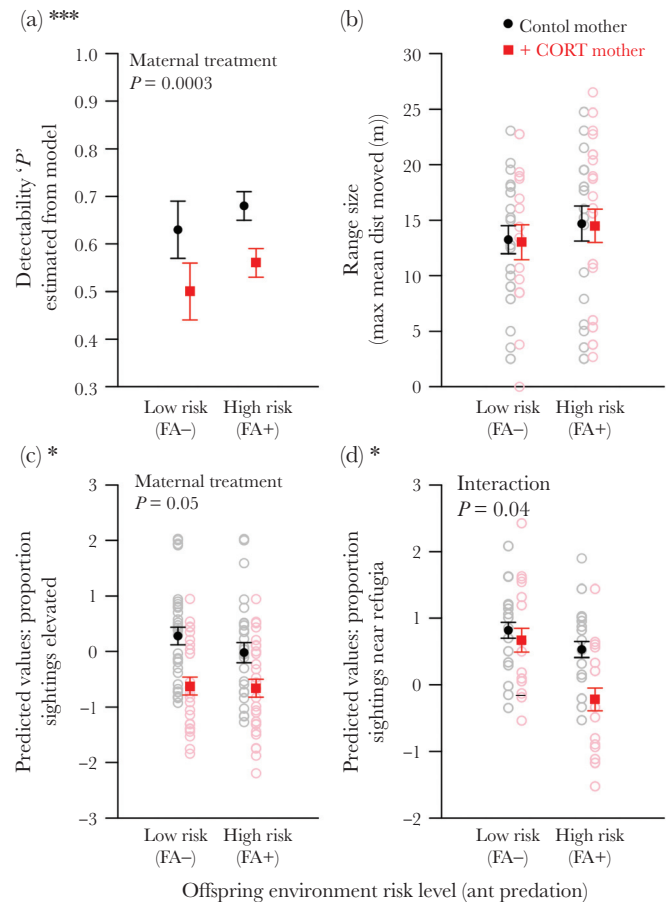 (a) ***
Maternal treatment
P = 0.0003
Detectability ‘P’
estimated from model
1.0
0.9
0.8
0.7
0.6
0.5
0.4
0.3
Low risk
(FA–)
High risk
(FA+)
(b)
Contol mother
+ CORT mother
Range size
(max mean dist moved (m))
30
25
20
15
10
5
0
Low risk
(FA–)
High risk
(FA+)
(c) *
Maternal treatment
P = 0.05
Predicted values: proportion
sightings elevated
3
2
1
0
–1
–2
–3
Low risk
(FA–)
High risk
(FA+)
(d) *
Interaction
P = 0.04
Predicted values: proportion
sightings near refugia
3
2
1
0
–1
–2
Low risk
(FA–)
High risk
(FA+)
Offspring environment risk level (ant predation)